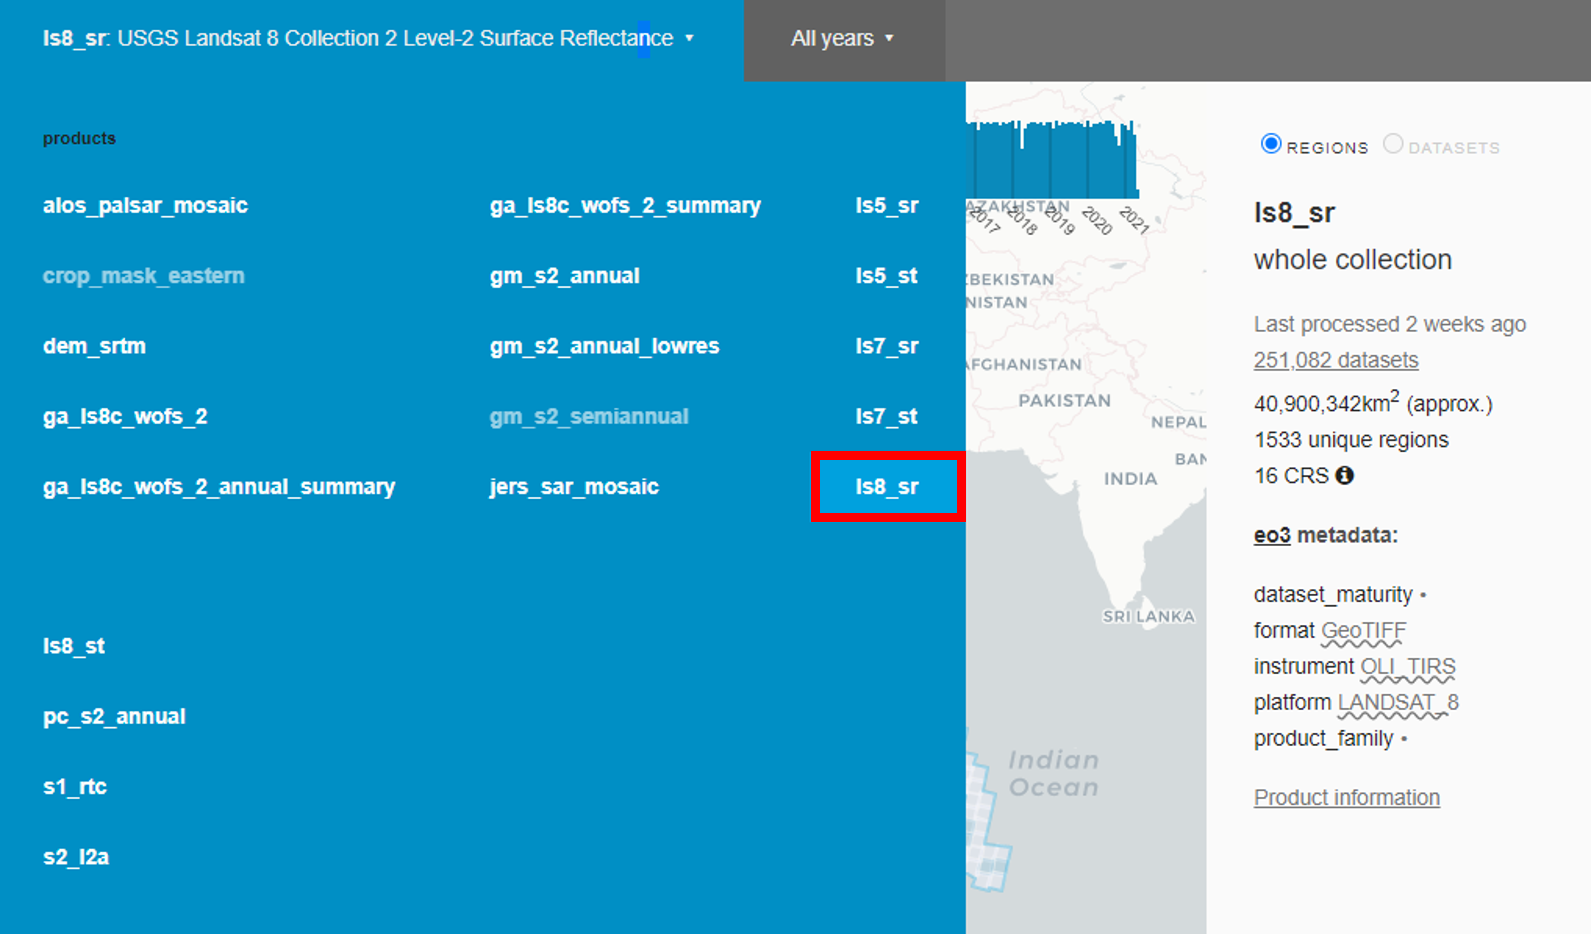 ls8_sr: USGS Landsat 8 Collection 2 Level-2 Surface Reflectance
All years
products
alos_palsar_mosaic
crop_mask_eastern
dem_srtm
ga_ls8c_wofs_2
ga_ls8c_wofs_2_annual_summary
ga_ls8c_wofs_2_summary
gm_s2_annual
gm_s2_annual_lowres
gm_s2_semiannual
jers_sar_mosaic
ls5_sr
ls5_st
ls7_sr
ls7_st
ls8_sr
ls8_st
pc_s2_annual
s1_rtc
s2_l2a
2017
2018
2019
2020
2021
AZAKHSTAN
ZBEKISTAN
NISTAN
AFGHANISTAN
PAKISTAN
NEPAL
BAN
INDIA
SRI LANKA
Indian
Ocean
REGIONS DATASETS
ls8_sr
whole collection
Last processed 2 weeks ago
251,082 datasets
40,900,342km2 (approx.)
1533 unique regions
16 CRS
eo3 metadata:
dataset_maturity •
format GeoTIFF
instrument OLI_TIRS
platform LANDSAT_8
product_family •
Product information